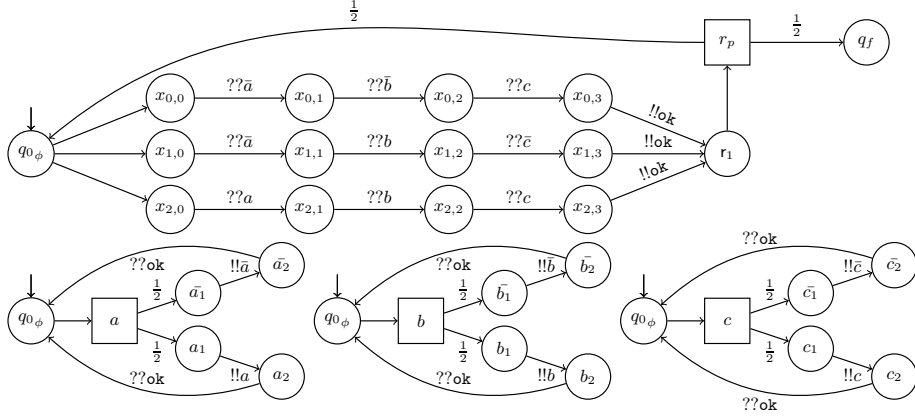 1/2
r_p 1/2 q_f
x_{0,0} ??ā x_{0,1} ??b̄ x_{0,2} ??c x_{0,3} !!ok
q_{0_ϕ} x_{1,0} ??ā x_{1,1} ??b x_{1,2} ??c̄ x_{1,3} !!ok r_1
x_{2,0} ??a x_{2,1} ??b x_{2,2} ??c x_{2,3} !!ok
??ok !!ā ā_2 ??ok !!b̄ b̄_2 ??ok !!c̄ c̄_2
1/2 ā_1 1/2 b̄_1 1/2 c̄_1
q_{0_ϕ} a q_{0_ϕ} b q_{0_ϕ} c
1/2 a_1 1/2 b_1 1/2 c_1
??ok !!a a_2 ??ok !!b b_2 ??ok !!c c_2